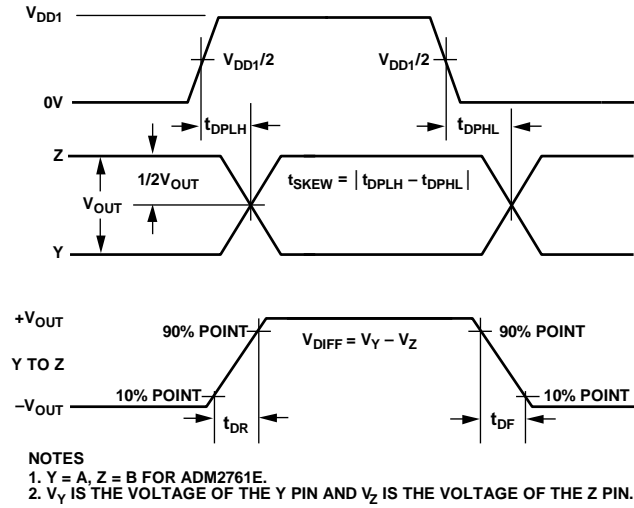 VDD1
VDD1/2
VDD1/2
0V
tDPLH
tDPHL
Z
1/2VOUT
tSKEW = |tDPLH – tDPHL|
VOUT
Y
+VOUT
90% POINT
VDIFF = VY – VZ
90% POINT
Y TO Z
10% POINT
10% POINT
–VOUT
tDR
tDF
NOTES
1. Y = A, Z = B FOR ADM2761E.
2. VY IS THE VOLTAGE OF THE Y PIN AND VZ IS THE VOLTAGE OF THE Z PIN.